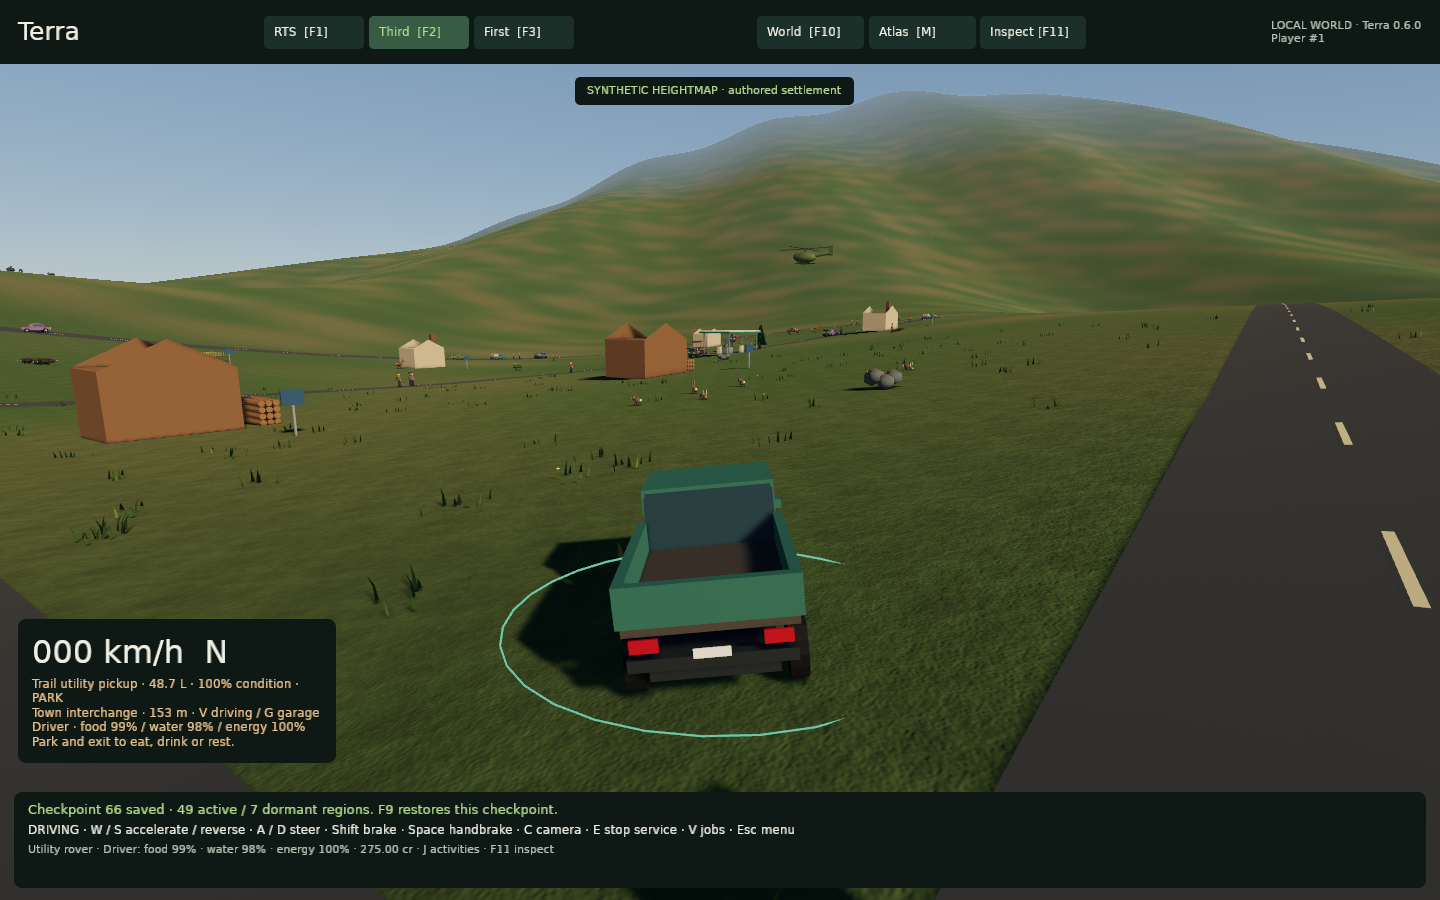 Terra
RTS [F1]
Third [F2]
First [F3]
World [F10]
Atlas [M]
Inspect [F11]
LOCAL WORLD · Terra 0.6.0
Player #1
SYNTHETIC HEIGHTMAP · authored settlement
000 km/h N
Trail utility pickup · 48.7 L · 100% condition ·
PARK
Town interchange · 153 m · V driving / G garage
Driver · food 99% / water 98% / energy 100%
Park and exit to eat, drink or rest.
Checkpoint 66 saved · 49 active / 7 dormant regions. F9 restores this checkpoint.
DRIVING · W / S accelerate / reverse · A / D steer · Shift brake · Space handbrake · C camera · E stop service · V jobs · Esc menu
Utility rover · Driver: food 99% · water 98% · energy 100% · 275.00 cr · J activities · F11 inspect